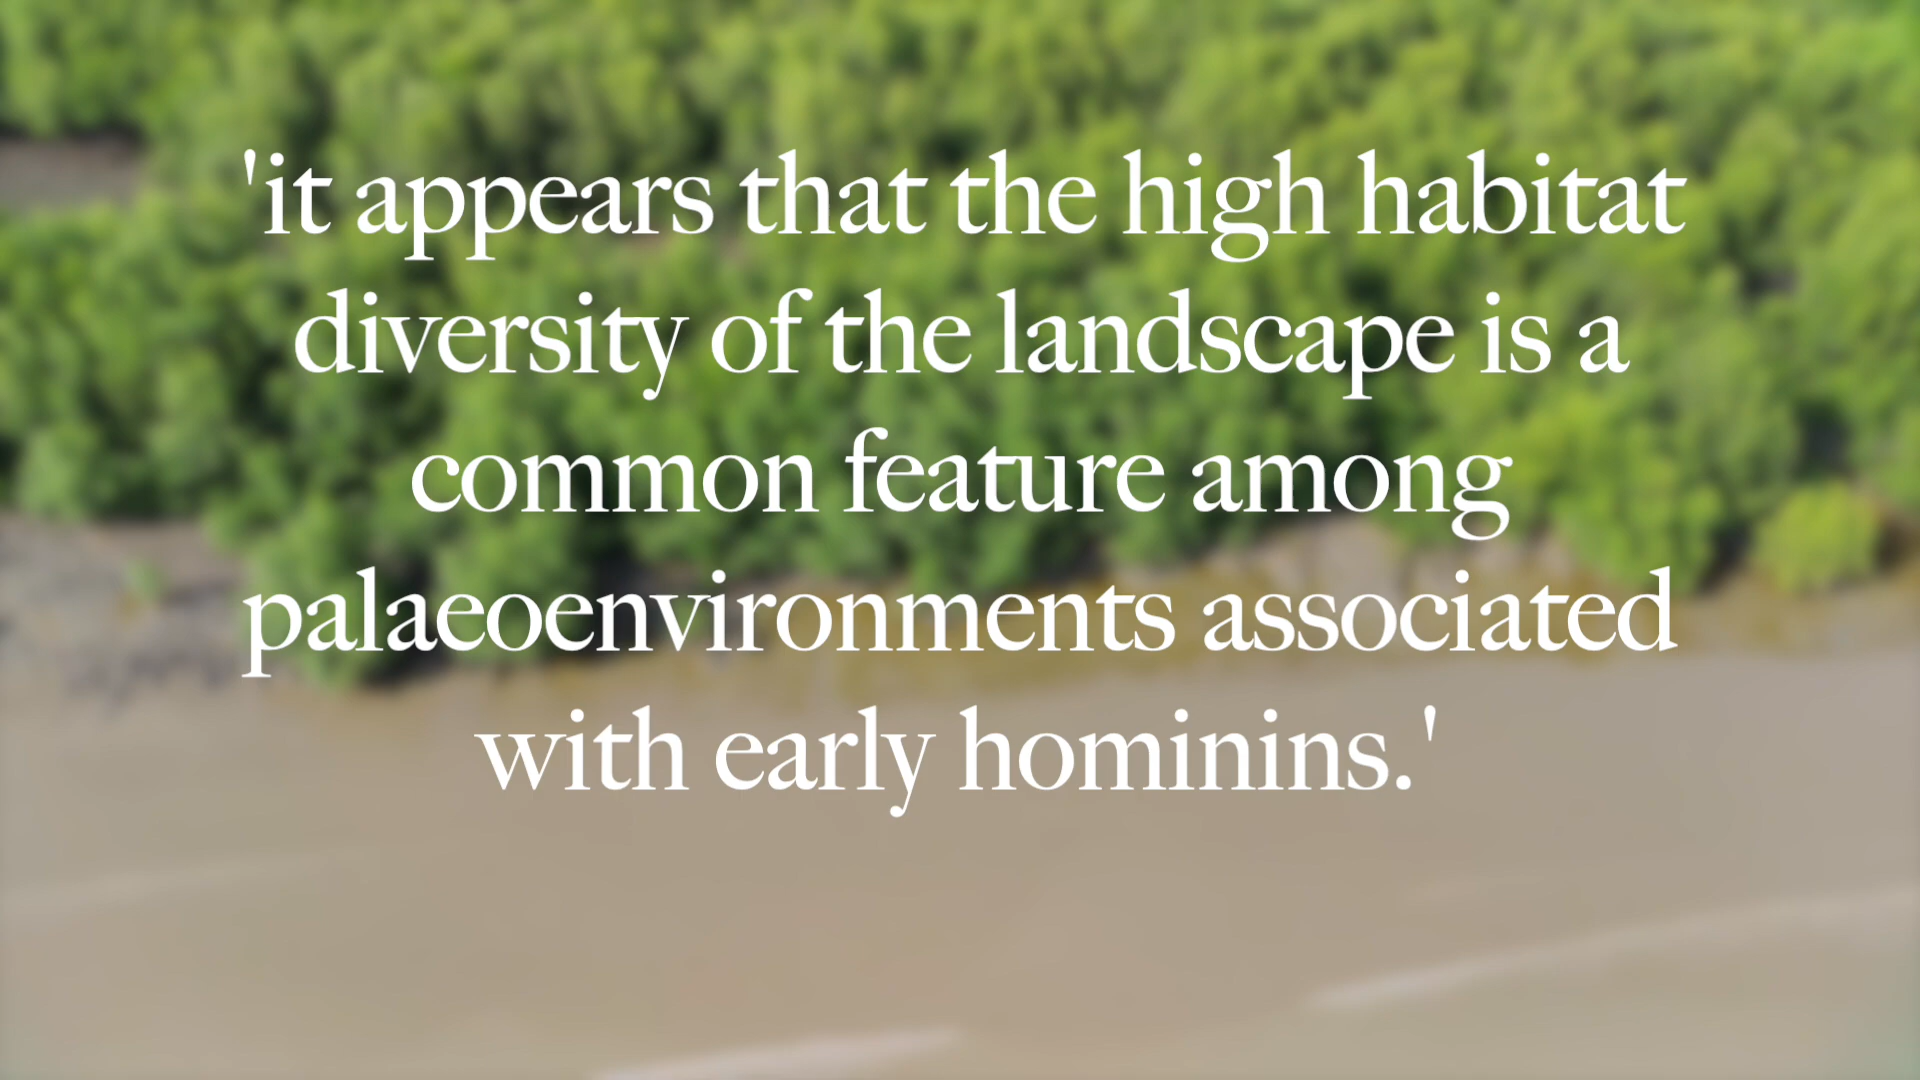 'it appears that the high habitat
diversity of the landscape is a
common feature among
palaeoenvironments associated
with early hominins.'